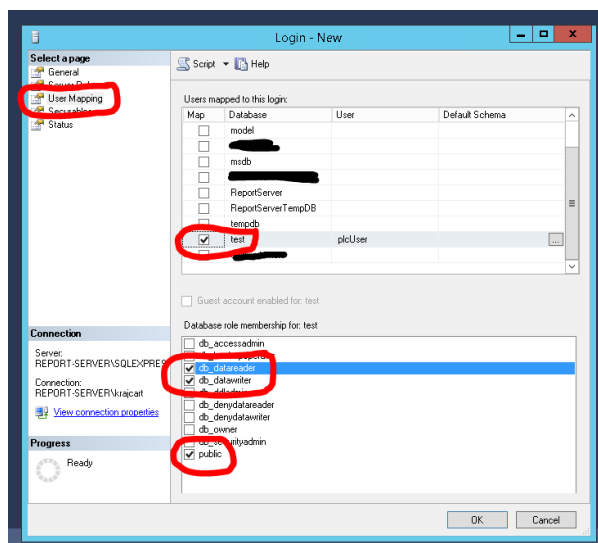 Login - New
Select a page
General
User Mapping
Securables
Status
Script
Help
Users mapped to this login:
Map Database User Default Schema
model
msdb
ReportServer
ReportServerTempDB
tempdb
test plcUser ...
Guest account enabled for: test
Database role membership for: test
db_accessadmin
db_datareader
db_datawriter
db_ddladmin
db_denydatareader
db_denydatawriter
db_owner
db_securityadmin
public
Connection
Server:
REPORT-SERVER\SQLEXPRES
Connection:
REPORT-SERVER\krajcart
View connection properties
Progress
Ready
OK Cancel